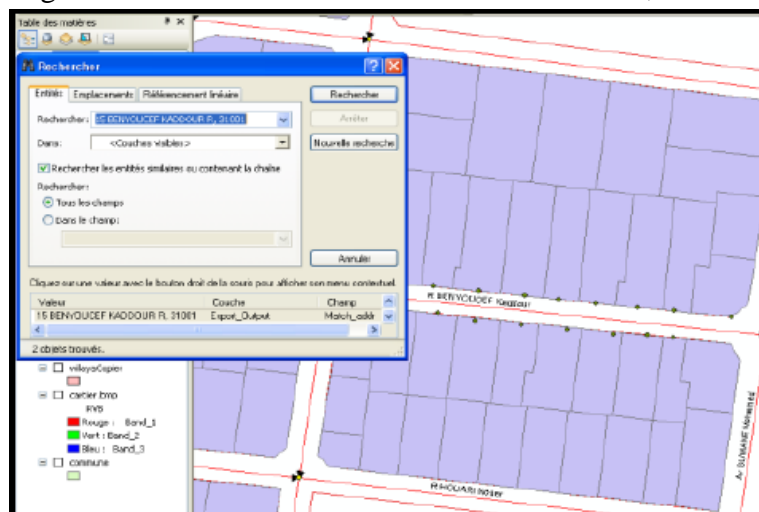 Table des matières
Rechercher
Entités Emplacements Référencement linéaire
Rechercher
Rechercher: 15 BENYOUCEF KADDOUR R, 31001
Arrêter
Dans: <Couches visibles>
Nouvelle recherche
Rechercher les entités similaires ou contenant la chaîne
Rechercher:
Tous les champs
Dans le champ:
Annuler
Cliquez sur une valeur avec le bouton droit de la souris pour afficher son menu contextuel.
Valeur Couche Champ
15 BENYOUCEF KADDOUR R, 31001 Export_Output Match_addr
2 objets trouvés.
R BENYOUCEF Kaddour
wilayaCopier
cartier.bmp
RVB
Rouge : Band_1
Vert : Band_2
Bleu : Band_3
commune
R HOUARI